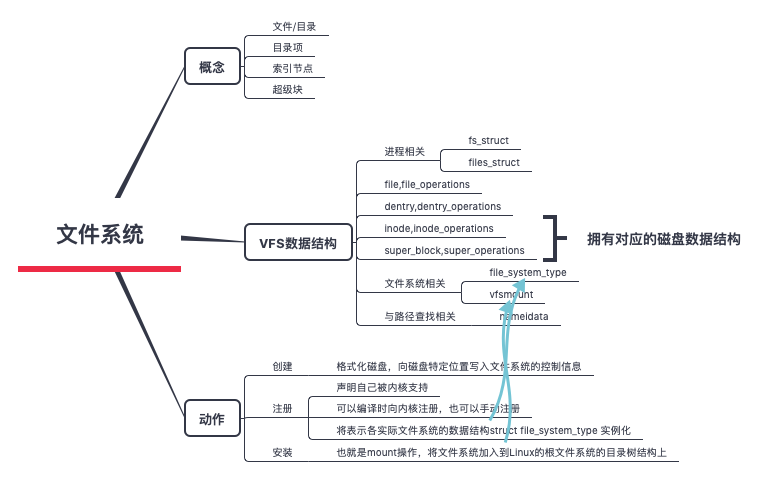 文件/目录
目录项
概念
索引节点
超级块
fs_struct
进程相关
files_struct
file,file_operations
dentry,dentry_operations
文件系统
inode,inode_operations
VFS数据结构
拥有对应的磁盘数据结构
super_block,super_operations
file_system_type
文件系统相关
vfsmount
与路径查找相关
nameidata
创建
格式化磁盘，向磁盘特定位置写入文件系统的控制信息
声明自己被内核支持
动作
注册
可以编译时向内核注册，也可以手动注册
将表示各实际文件系统的数据结构struct file_system_type 实例化
安装
也就是mount操作，将文件系统加入到Linux的根文件系统的目录树结构上